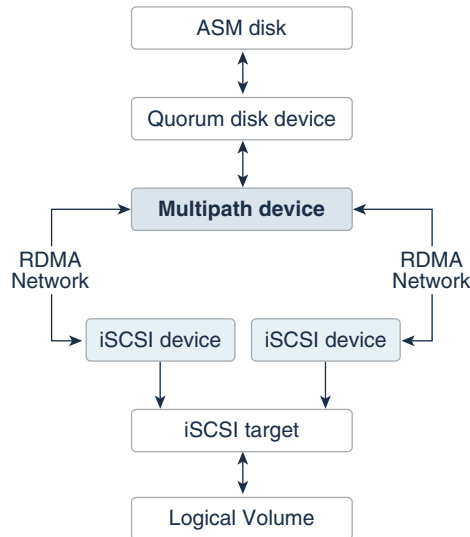 ASM disk
Quorum disk device
Multipath device
RDMA
Network
RDMA
Network
iSCSI device
iSCSI device
iSCSI target
Logical Volume